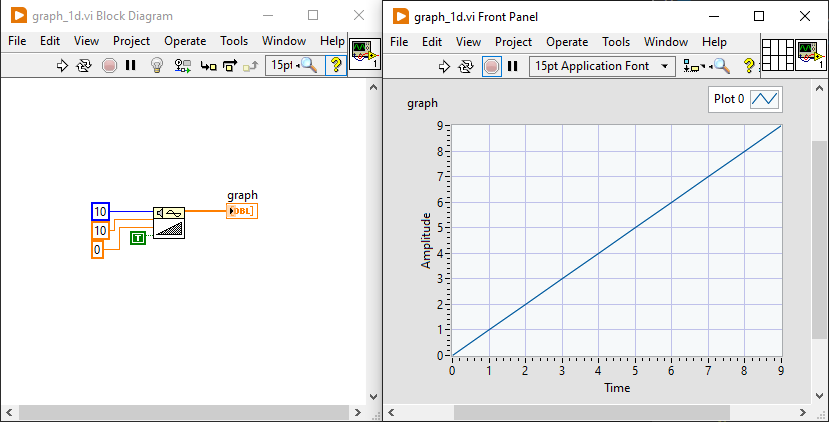 graph_1d.vi Block Diagram
File Edit View Project Operate Tools Window Help
15pt ?
1
graph
10
10
0
T
DBL
graph_1d.vi Front Panel
File Edit View Project Operate Tools Window Help
15pt Application Font ?
1
graph
Plot 0
Amplitude
9
8
7
6
5
4
3
2
1
0
0 1 2 3 4 5 6 7 8 9
Time